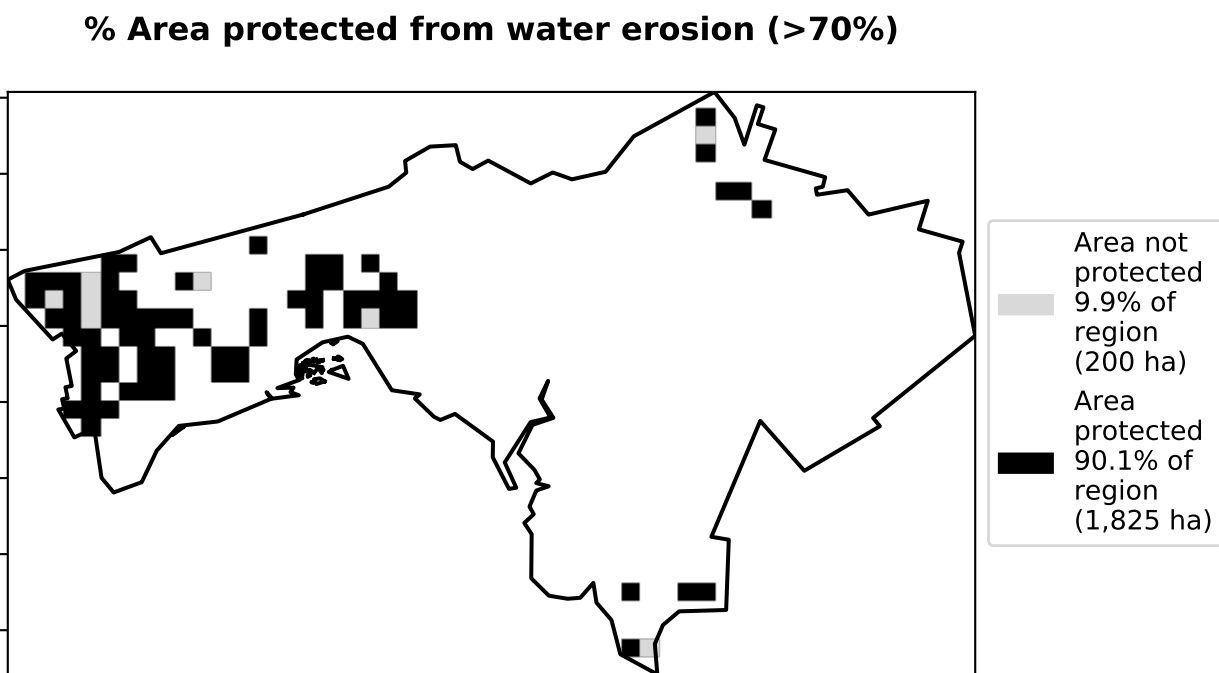 % Area protected from water erosion (>70%)
Area not
protected
9.9% of
region
(200 ha)
Area
protected
90.1% of
region
(1,825 ha)